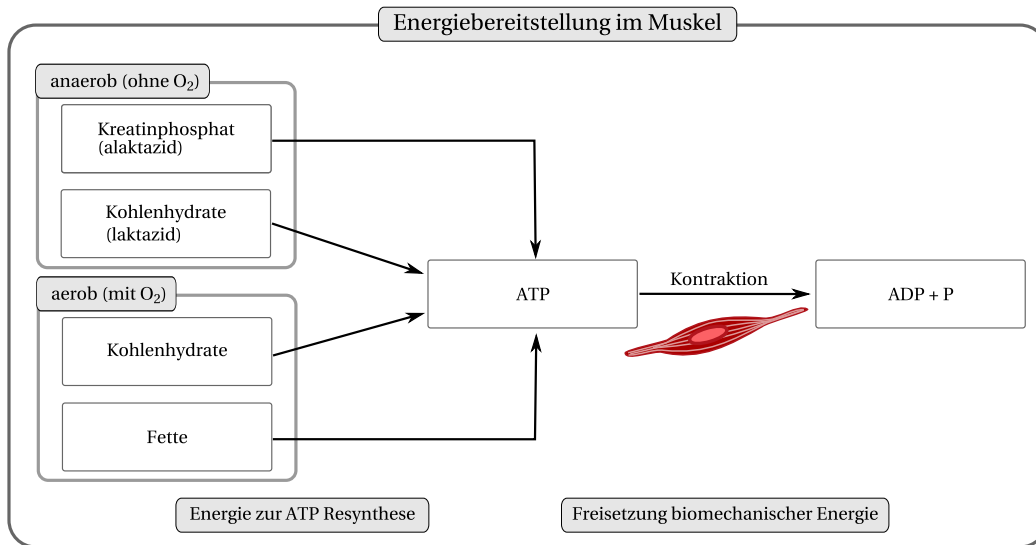 Energiebereitstellung im Muskel
anaerob (ohne O₂)
Kreatinphosphat
(alaktazid)
Kohlenhydrate
(laktazid)
aerob (mit O₂)
Kohlenhydrate
Fette
ATP
Kontraktion
ADP + P
Energie zur ATP Resynthese
Freisetzung biomechanischer Energie